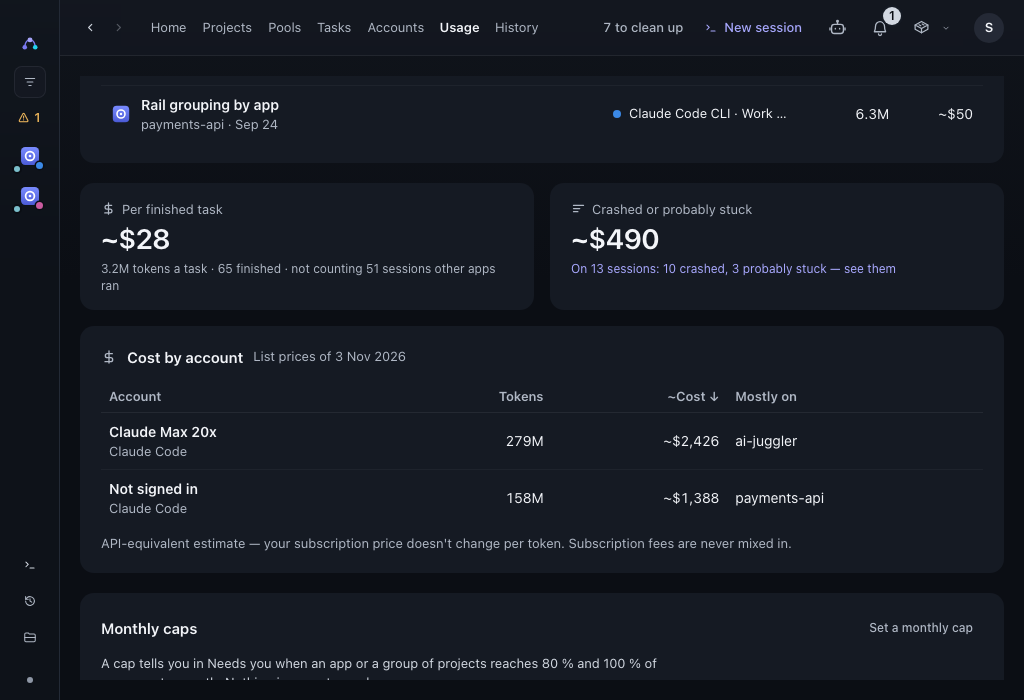 Home Projects Pools Tasks Accounts Usage History 7 to clean up New session 1 S
1
Rail grouping by app
payments-api · Sep 24
Claude Code CLI · Work ... 6.3M ~$50
Per finished task
~$28
3.2M tokens a task · 65 finished · not counting 51 sessions other apps
ran
Crashed or probably stuck
~$490
On 13 sessions: 10 crashed, 3 probably stuck — see them
Cost by account List prices of 3 Nov 2026
Account Tokens ~Cost ↓ Mostly on
Claude Max 20x
Claude Code
279M ~$2,426 ai-juggler
Not signed in
Claude Code
158M ~$1,388 payments-api
API-equivalent estimate — your subscription price doesn't change per token. Subscription fees are never mixed in.
Monthly caps Set a monthly cap
A cap tells you in Needs you when an app or a group of projects reaches 80 % and 100 % of